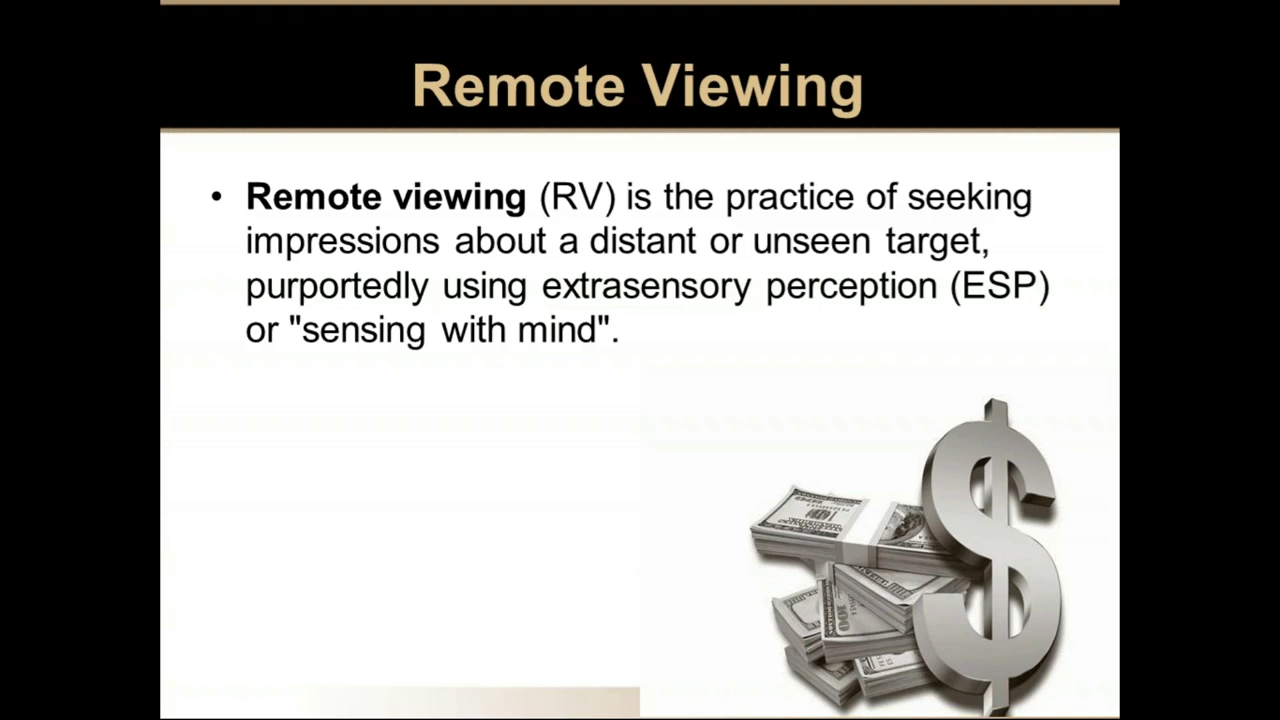 Remote Viewing
• Remote viewing (RV) is the practice of seeking
impressions about a distant or unseen target,
purportedly using extrasensory perception (ESP)
or "sensing with mind".